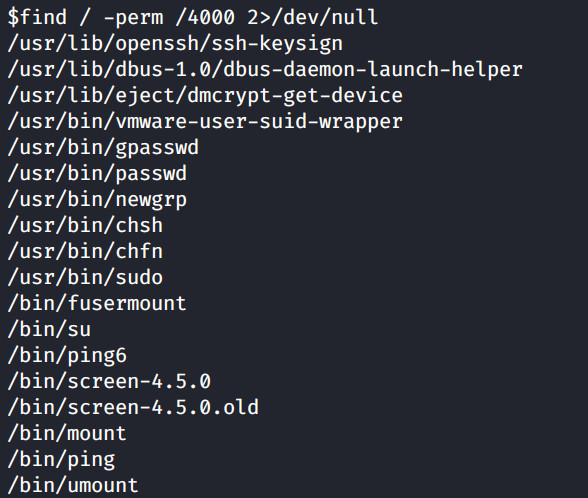 $find / -perm /4000 2>/dev/null
/usr/lib/openssh/ssh-keysign
/usr/lib/dbus-1.0/dbus-daemon-launch-helper
/usr/lib/eject/dmcrypt-get-device
/usr/bin/vmware-user-suid-wrapper
/usr/bin/gpasswd
/usr/bin/passwd
/usr/bin/newgrp
/usr/bin/chsh
/usr/bin/chfn
/usr/bin/sudo
/bin/fusermount
/bin/su
/bin/ping6
/bin/screen-4.5.0
/bin/screen-4.5.0.old
/bin/mount
/bin/ping
/bin/umount